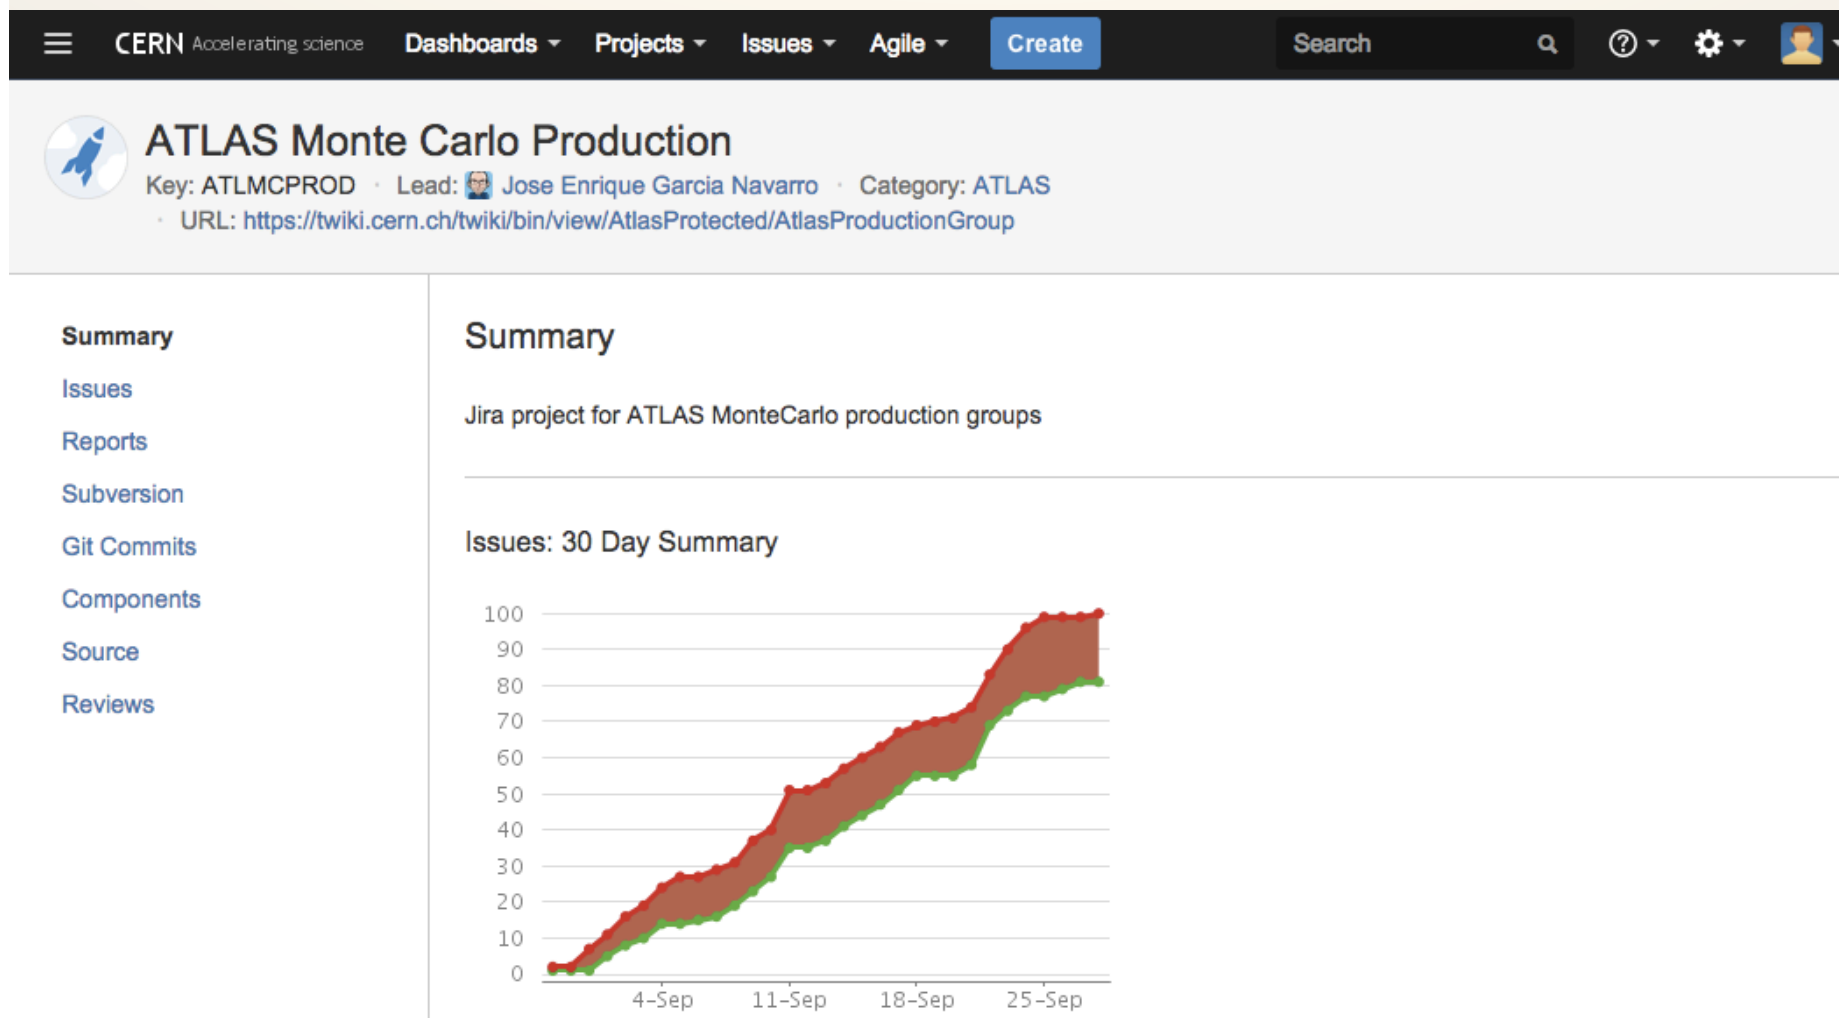 CERN Accelerating science Dashboards Projects Issues Agile Create Search
ATLAS Monte Carlo Production
Key: ATLMCPROD · Lead: Jose Enrique Garcia Navarro · Category: ATLAS
· URL: https://twiki.cern.ch/twiki/bin/view/AtlasProtected/AtlasProductionGroup
Summary
Issues
Reports
Subversion
Git Commits
Components
Source
Reviews
Summary
Jira project for ATLAS MonteCarlo production groups
Issues: 30 Day Summary
100
90
80
70
60
50
40
30
20
10
0
4-Sep 11-Sep 18-Sep 25-Sep